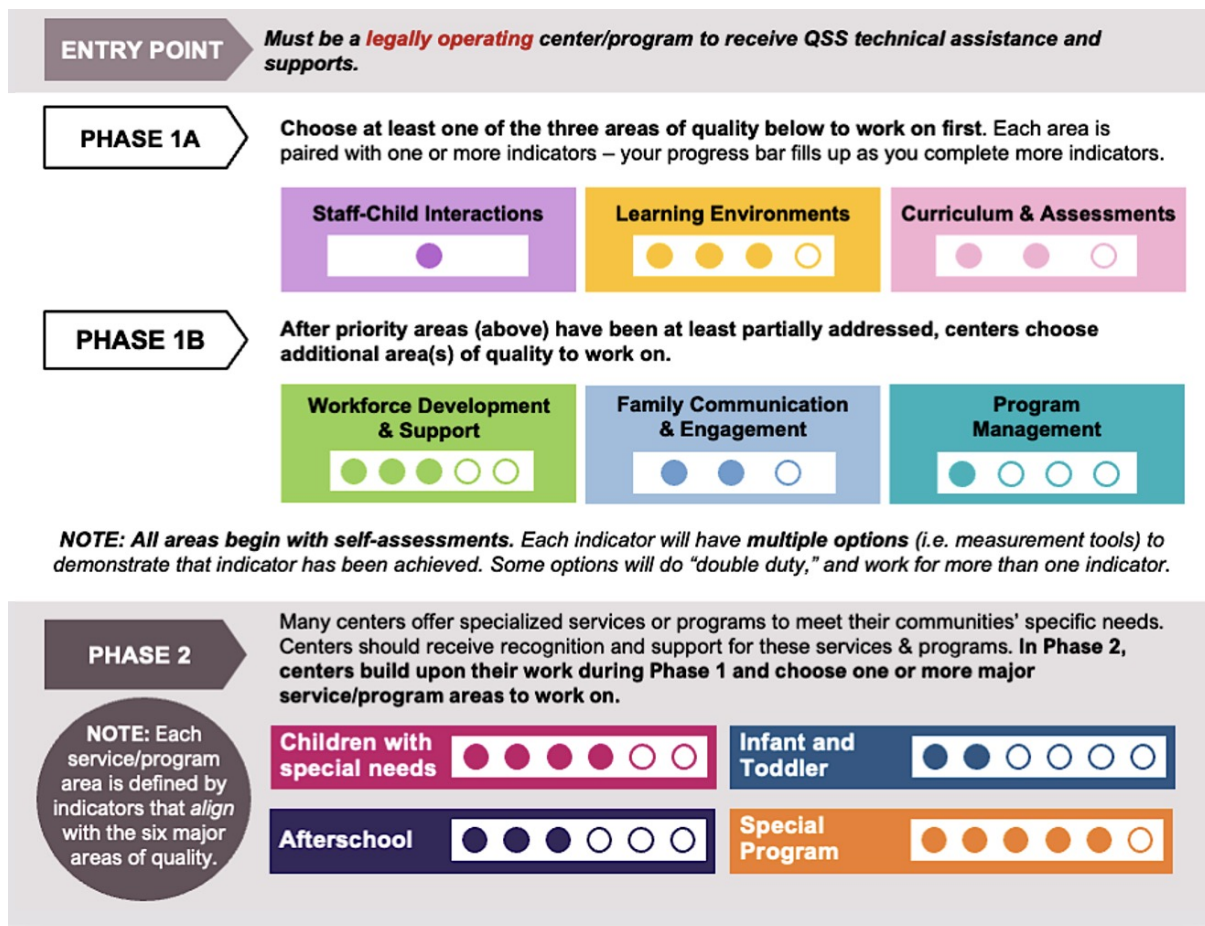 ENTRY POINT
Must be a legally operating center/program to receive QSS technical assistance and
supports.
PHASE 1A
Choose at least one of the three areas of quality below to work on first. Each area is
paired with one or more indicators – your progress bar fills up as you complete more indicators.
Staff-Child Interactions
Learning Environments
Curriculum & Assessments
PHASE 1B
After priority areas (above) have been at least partially addressed, centers choose
additional area(s) of quality to work on.
Workforce Development
& Support
Family Communication
& Engagement
Program
Management
NOTE: All areas begin with self-assessments. Each indicator will have multiple options (i.e. measurement tools) to
demonstrate that indicator has been achieved. Some options will do “double duty,” and work for more than one indicator.
PHASE 2
Many centers offer specialized services or programs to meet their communities’ specific needs.
Centers should receive recognition and support for these services & programs. In Phase 2,
centers build upon their work during Phase 1 and choose one or more major
service/program areas to work on.
NOTE: Each
service/program
area is defined by
indicators that align
with the six major
areas of quality.
Children with
special needs
Infant and
Toddler
Afterschool
Special
Program